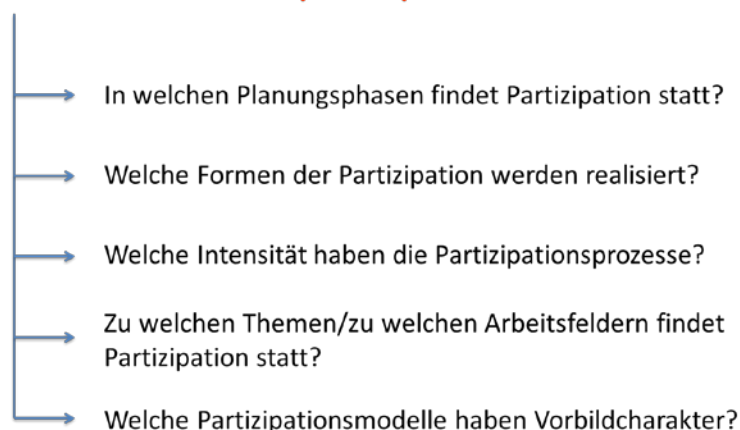 In welchen Planungsphasen findet Partizipation statt?
Welche Formen der Partizipation werden realisiert?
Welche Intensität haben die Partizipationsprozesse?
Zu welchen Themen/zu welchen Arbeitsfeldern findet
Partizipation statt?
Welche Partizipationsmodelle haben Vorbildcharakter?